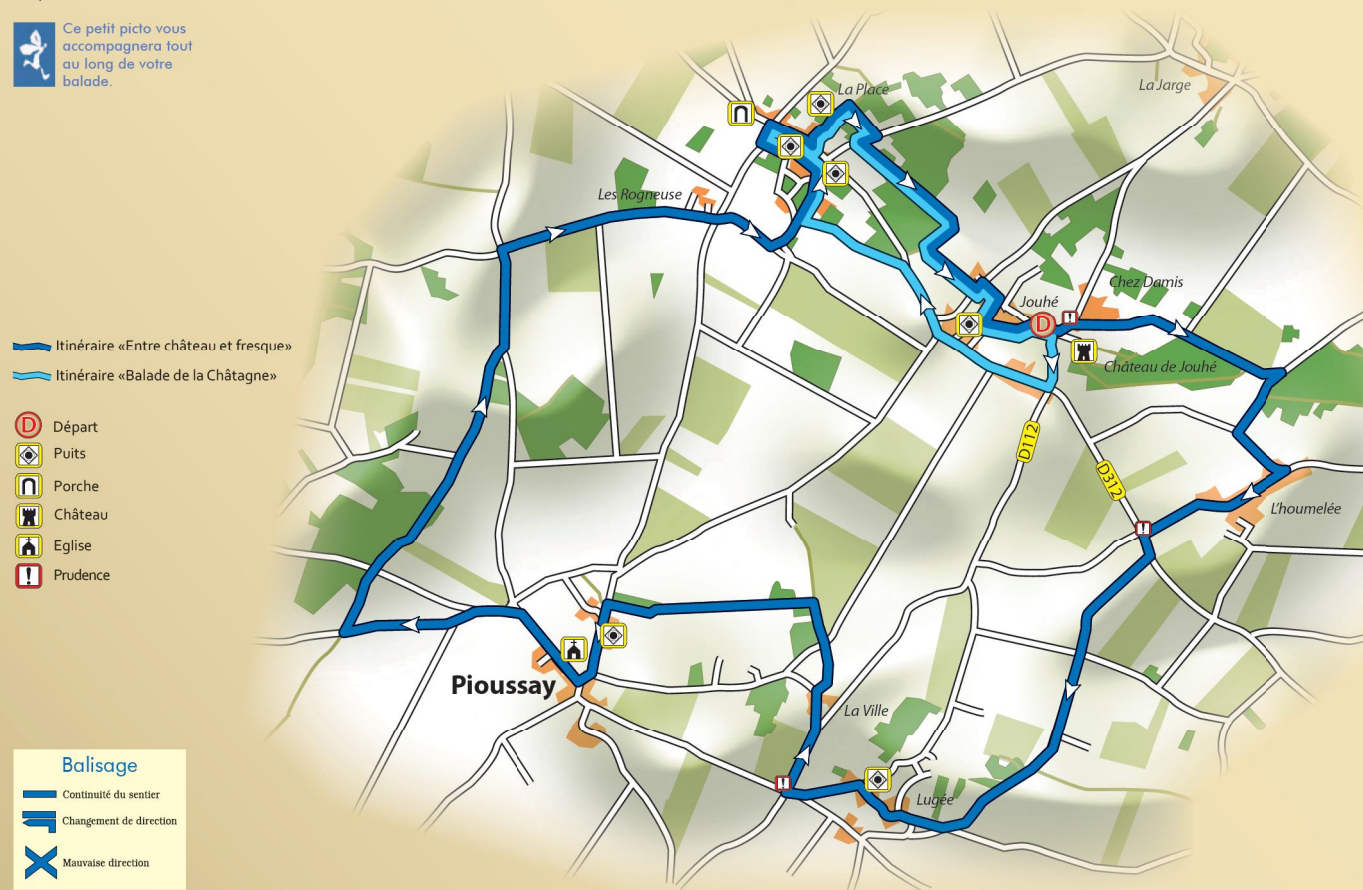 Ce petit picto vous
accompagnera tout
au long de votre
balade.
La Place
La Jarge
Les Rogneuse
Chez Damis
Jouhé
D
Château de Jouhé
Itinéraire «Entre château et fresque»
Itinéraire «Balade de la Châtagne»
D Départ
Puits
Porche
Château
Eglise
! Prudence
D112
D312
L'houmelée
Pioussay
La Ville
Lugée
Balisage
Continuité du sentier
Changement de direction
Mauvaise direction